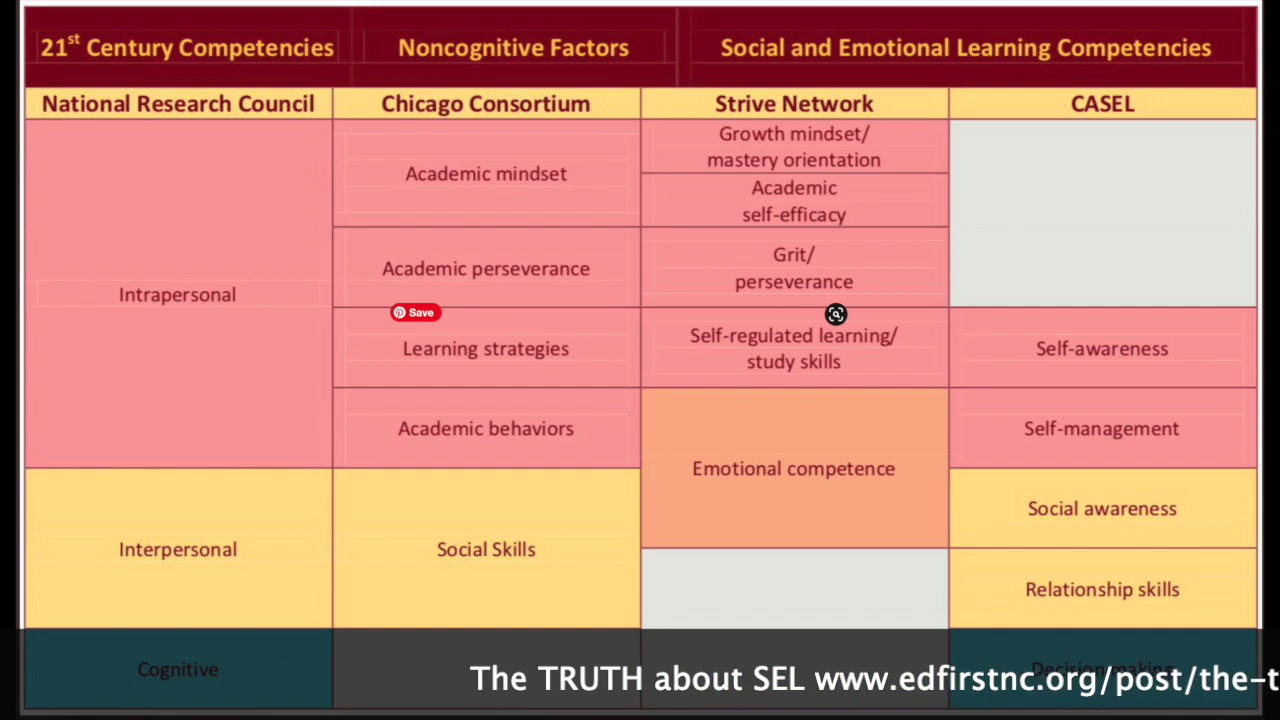 21st Century Competencies
Noncognitive Factors
Social and Emotional Learning Competencies
National Research Council
Chicago Consortium
Strive Network
CASEL
Intrapersonal
Academic mindset
Growth mindset/
mastery orientation
Academic
self-efficacy
Academic perseverance
Grit/
perseverance
Save
Learning strategies
Self-regulated learning/
study skills
Self-awareness
Academic behaviors
Emotional competence
Self-management
Interpersonal
Social Skills
Social awareness
Relationship skills
Cognitive
Decision making
The TRUTH about SEL www.edfirstnc.org/post/the-t